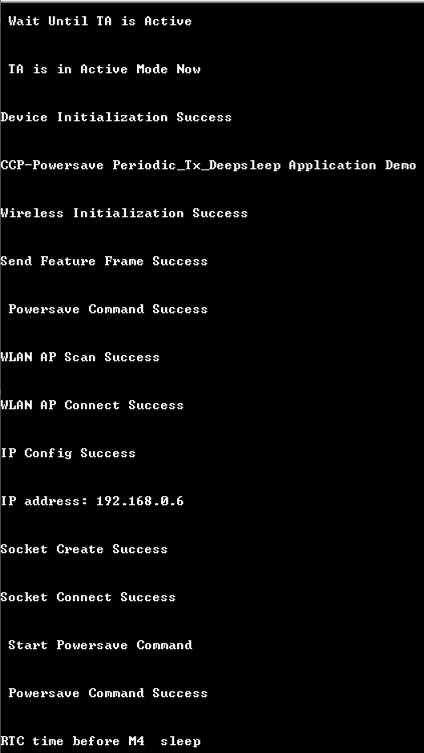 Wait Until TA is Active
TA is in Active Mode Now
Device Initialization Success
CCP-Powersave Periodic_Tx_Deepsleep Application Demo
Wireless Initialization Success
Send Feature Frame Success
Powersave Command Success
WLAN AP Scan Success
WLAN AP Connect Success
IP Config Success
IP address: 192.168.0.6
Socket Create Success
Socket Connect Success
Start Powersave Command
Powersave Command Success
RTC time before M4  sleep